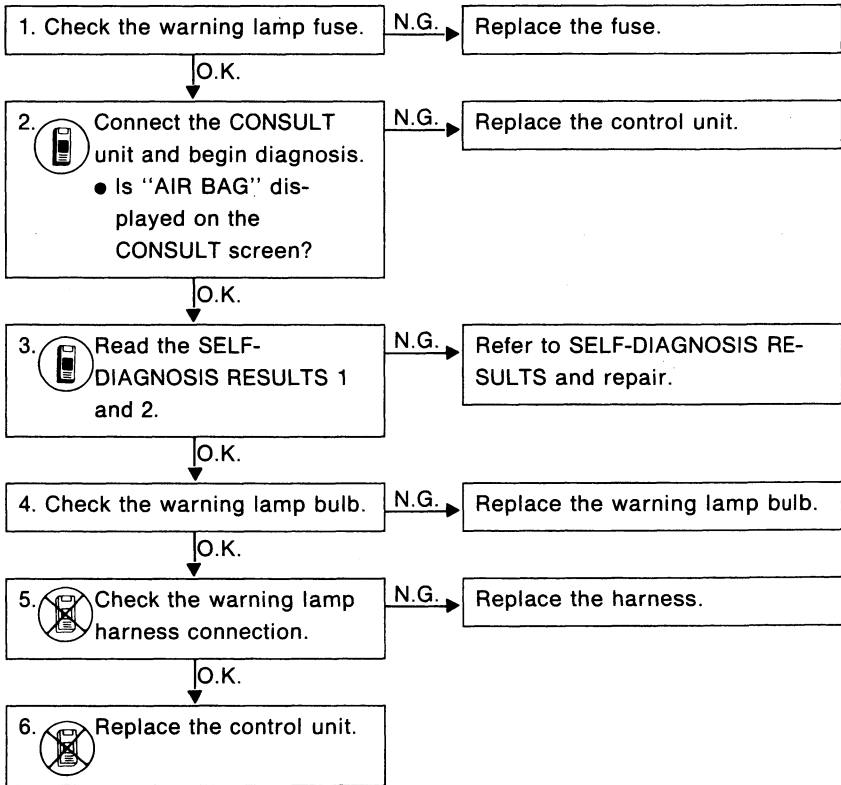 1. Check the warning lamp fuse.
N.G.
Replace the fuse.
O.K.
2. Connect the CONSULT
unit and begin diagnosis.
● Is "AIR BAG" dis-
played on the
CONSULT screen?
N.G.
Replace the control unit.
O.K.
3. Read the SELF-
DIAGNOSIS RESULTS 1
and 2.
N.G.
Refer to SELF-DIAGNOSIS RE-
SULTS and repair.
O.K.
4. Check the warning lamp bulb.
N.G.
Replace the warning lamp bulb.
O.K.
5. Check the warning lamp
harness connection.
N.G.
Replace the harness.
O.K.
6. Replace the control unit.